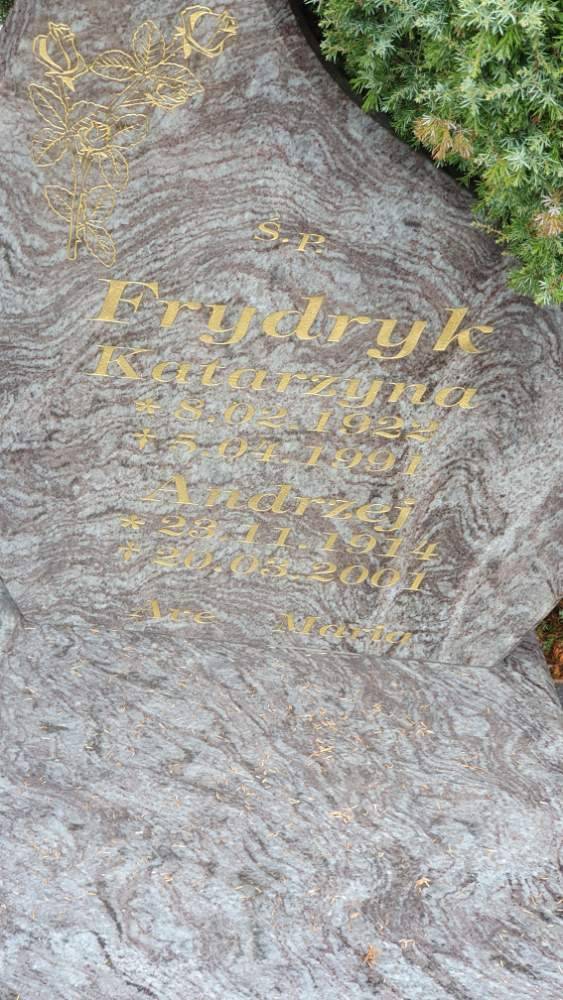 Ś.P.
Frydryk
Katarzyna
* 8.02.1922
+ 5.04.1991
Andrzej
* 23.11.1914
+ 20.03.2001
Ave Maria